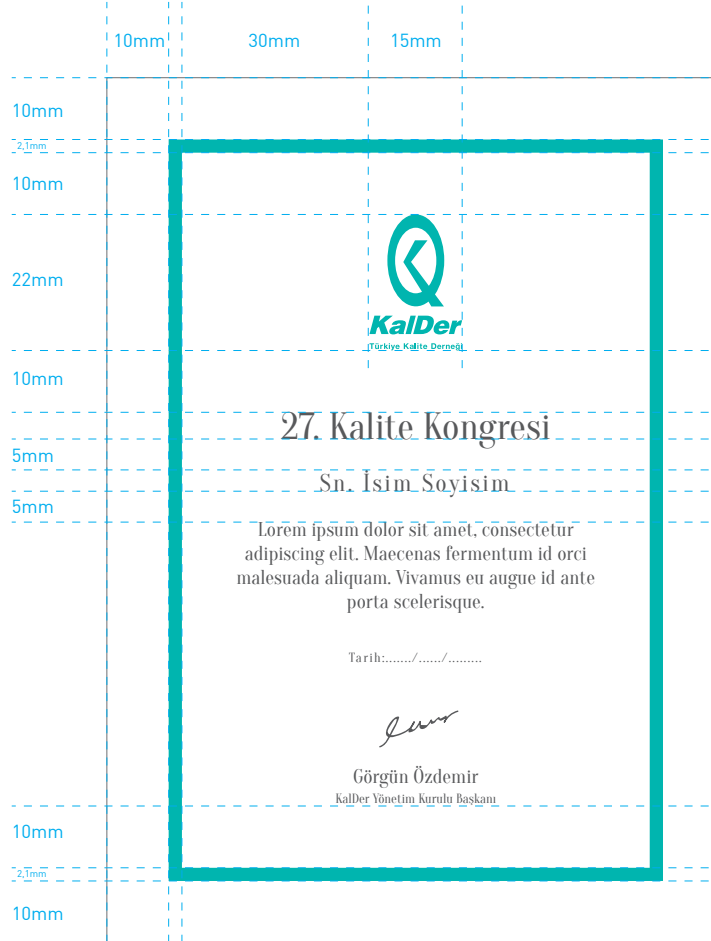 10mm 30mm 15mm
10mm
2,1mm
10mm
22mm
KalDer
Türkiye Kalite Derneği
10mm
27. Kalite Kongresi
5mm
Sn. İsim Soyisim
5mm
Lorem ipsum dolor sit amet, consectetur
adipiscing elit. Maecenas fermentum id orci
malesuada aliquam. Vivamus eu augue id ante
porta scelerisque.
Tarih:......./....../.........
Görgün Özdemir
KalDer Yönetim Kurulu Başkanı
10mm
2,1mm
10mm